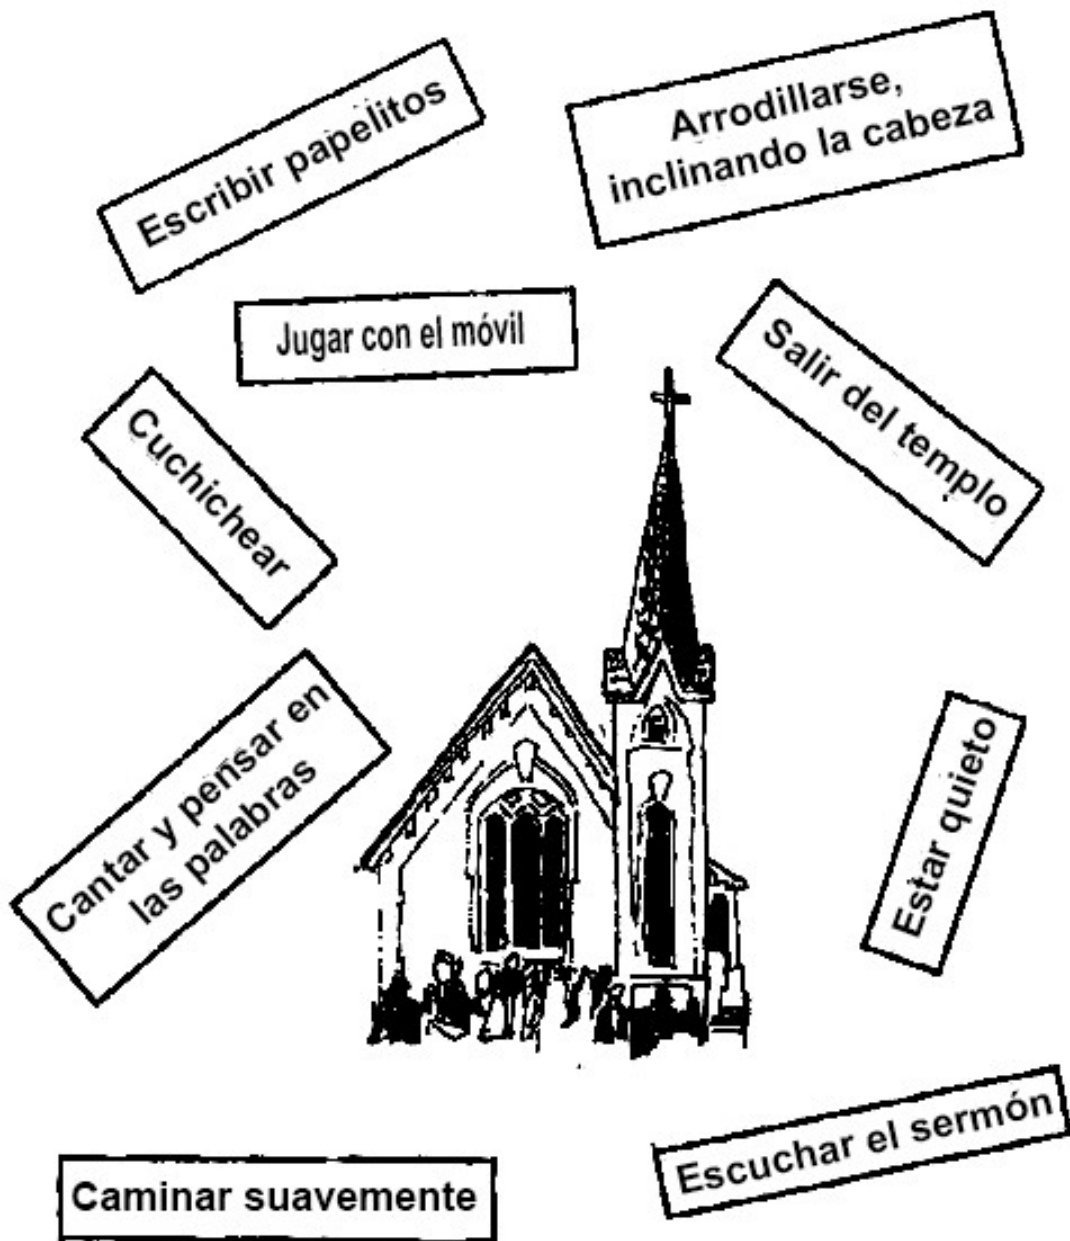 Escribir papelitos
Arrodillarse,
inclinando la cabeza
Jugar con el móvil
Salir del templo
Cuchichear
Cantar y pensar en
las palabras
Estar quieto
Escuchar el sermón
Caminar suavemente